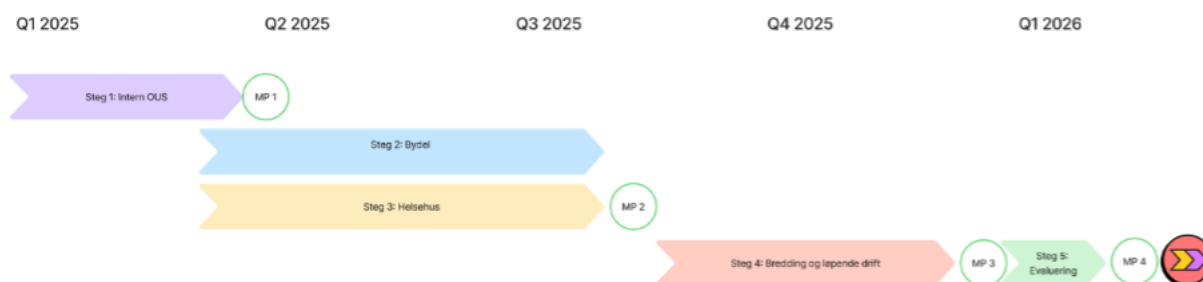 Q1 2025
Q2 2025
Q3 2025
Q4 2025
Q1 2026
Steg 1: Intern OUS
MP 1
Steg 2: Bydel
Steg 3: Helsehus
MP 2
Steg 4: Bredding og løpende drift
MP 3
Steg 5:
Evaluering
MP 4